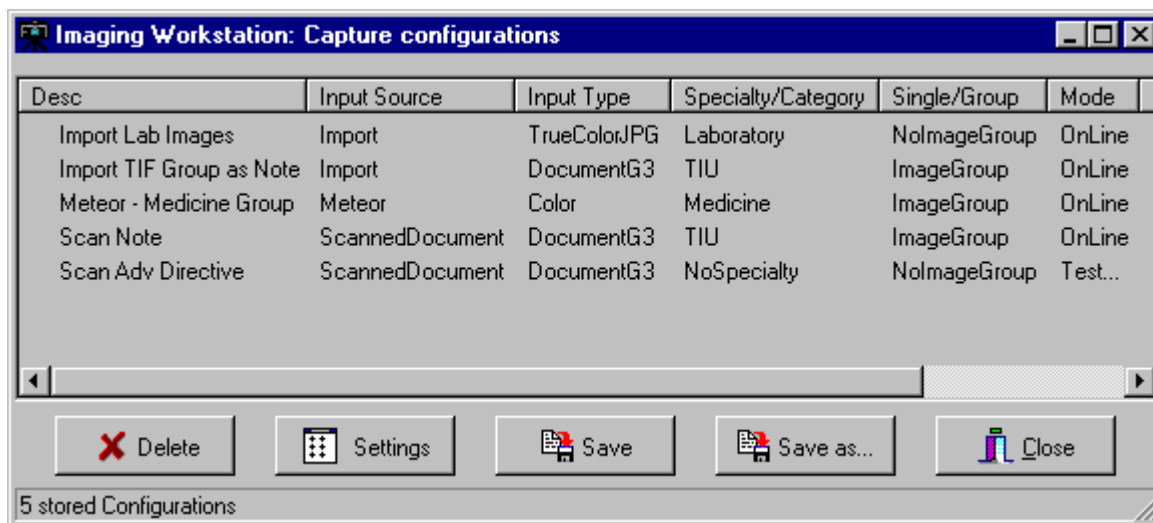 Imaging Workstation: Capture configurations
Desc Input Source Input Type Specialty/Category Single/Group Mode
Import Lab Images Import TrueColorJPG Laboratory NoImageGroup OnLine
Import TIF Group as Note Import DocumentG3 TIU ImageGroup OnLine
Meteor - Medicine Group Meteor Color Medicine ImageGroup OnLine
Scan Note ScannedDocument DocumentG3 TIU ImageGroup OnLine
Scan Adv Directive ScannedDocument DocumentG3 NoSpecialty NoImageGroup Test...
Delete Settings Save Save as... Close
5 stored Configurations